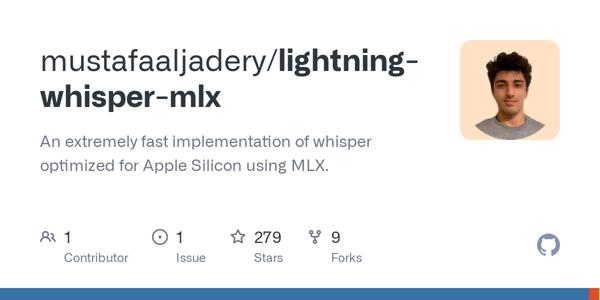 mustafaaljadery/lightning-
whisper-mlx
An extremely fast implementation of whisper
optimized for Apple Silicon using MLX.
1 1 279 9
Contributor Issue Stars Forks